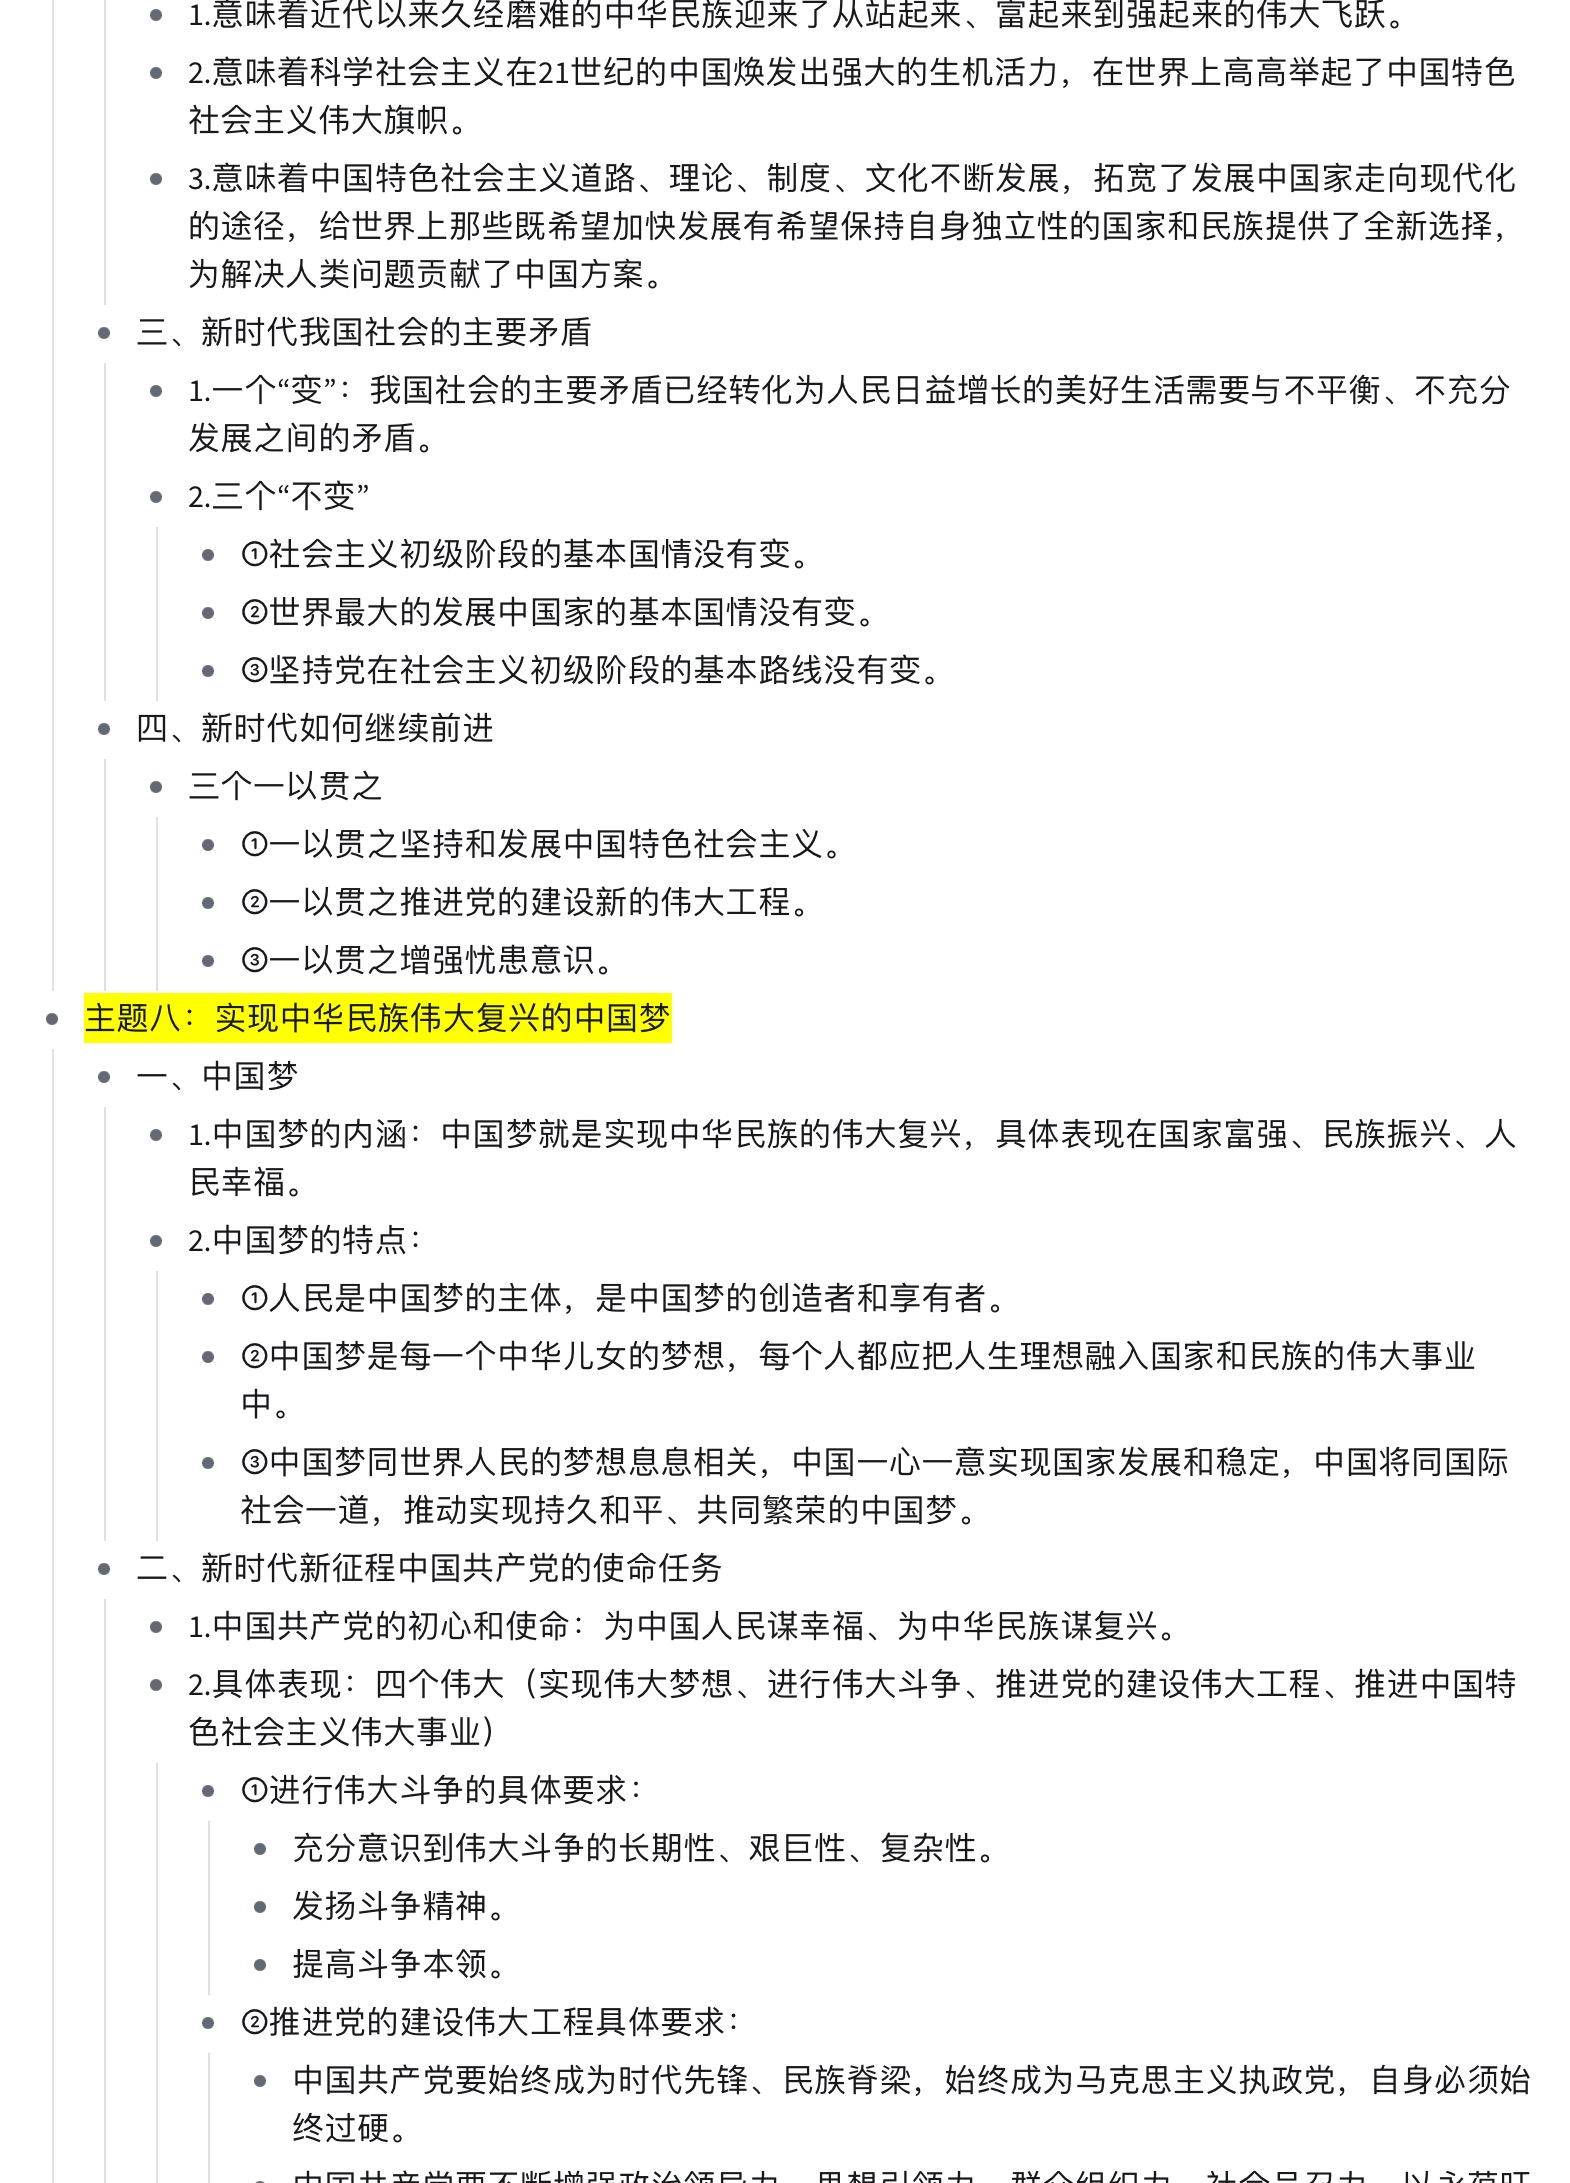 1.意味着近代以来久经磨难的中华民族迎来了从站起来、富起来到强起来的伟大飞跃。
2.意味着科学社会主义在21世纪的中国焕发出强大的生机活力，在世界上高高举起了中国特色
社会主义伟大旗帜。
3.意味着中国特色社会主义道路、理论、制度、文化不断发展，拓宽了发展中国家走向现代化
的途径，给世界上那些既希望加快发展有希望保持自身独立性的国家和民族提供了全新选择，
为解决人类问题贡献了中国方案。
三、新时代我国社会的主要矛盾
1.一个“变”：我国社会的主要矛盾已经转化为人民日益增长的美好生活需要与不平衡、不充分
发展之间的矛盾。
2.三个“不变”
①社会主义初级阶段的基本国情没有变。
②世界最大的发展中国家的基本国情没有变。
③坚持党在社会主义初级阶段的基本路线没有变。
四、新时代如何继续前进
三个一以贯之
①一以贯之坚持和发展中国特色社会主义。
②一以贯之推进党的建设新的伟大工程。
③一以贯之增强忧患意识。
主题八：实现中华民族伟大复兴的中国梦
一、中国梦
1.中国梦的内涵：中国梦就是实现中华民族的伟大复兴，具体表现在国家富强、民族振兴、人
民幸福。
2.中国梦的特点：
①人民是中国梦的主体，是中国梦的创造者和享有者。
②中国梦是每一个中华儿女的梦想，每个人都应把人生理想融入国家和民族的伟大事业
中。
③中国梦同世界人民的梦想息息相关，中国一心一意实现国家发展和稳定，中国将同国际
社会一道，推动实现持久和平、共同繁荣的中国梦。
二、新时代新征程中国共产党的使命任务
1.中国共产党的初心和使命：为中国人民谋幸福、为中华民族谋复兴。
2.具体表现：四个伟大（实现伟大梦想、进行伟大斗争、推进党的建设伟大工程、推进中国特
色社会主义伟大事业）
①进行伟大斗争的具体要求：
充分意识到伟大斗争的长期性、艰巨性、复杂性。
发扬斗争精神。
提高斗争本领。
②推进党的建设伟大工程具体要求：
中国共产党要始终成为时代先锋、民族脊梁，始终成为马克思主义执政党，自身必须始
终过硬。
中国共产党要不断增强政治领导力、思想引领力、群众组织力、社会号召力，以永葆旺